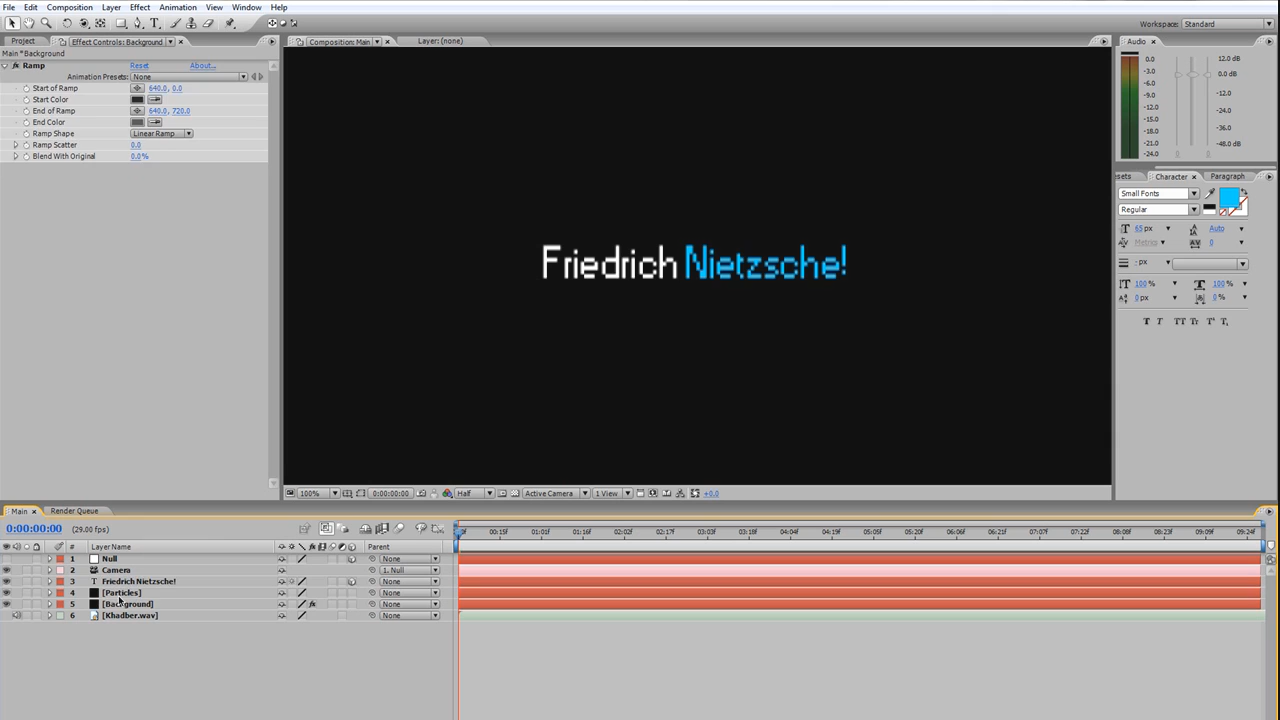 File Edit Composition Layer Effect Animation View Window Help
Workspace: Standard
Project Effect Controls: Background
Main * Background
Ramp Reset About...
Animation Presets: None
Start of Ramp 640.0, 0.0
Start Color
End of Ramp 640.0, 720.0
End Color
Ramp Shape Linear Ramp
Ramp Scatter 0.0
Blend With Original 0.0%
Composition: Main Layer: (none)
Friedrich Nietzsche!
100% 0:00:00:00 Half Active Camera 1 View +0.0
Audio
0.0 12.0 dB
-3.0 0.0 dB
-6.0
-9.0 -12.0
-12.0 -24.0
-15.0
-18.0 -36.0
-21.0 -48.0 dB
-24.0
sets Character Paragraph
Small Fonts
Regular
65 px Auto
Metrics 0
- px
100 % 100 %
0 px 0 %
T T TT Tr T' T,
Main Render Queue
0:00:00:00 (29.00 fps)
# Layer Name Parent
1 Null None
2 Camera 1. Null
3 T Friedrich Nietzsche! None
4 [Particles] None
5 [Background] fx None
6 [Khadber.wav] None
00:15f 01:01f 01:16f 02:02f 02:17f 03:03f 03:18f 04:04f 04:19f 05:05f 05:20f 06:06f 06:21f 07:07f 07:22f 08:08f 08:23f 09:09f 09:24f